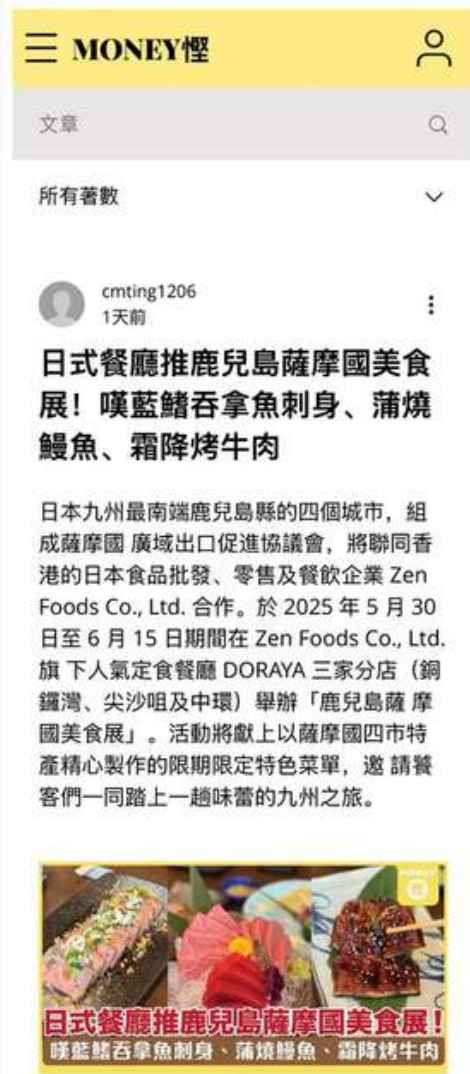 MONEY慳
文章
所有著數
cmting1206
1天前
日式餐廳推鹿兒島薩摩國美食
展！嘆藍鰭吞拿魚刺身、蒲燒
鰻魚、霜降烤牛肉
日本九州最南端鹿兒島縣的四個城市，組
成薩摩國 廣域出口促進協議會，將聯同香
港的日本食品批發、零售及餐飲企業 Zen
Foods Co., Ltd. 合作。於 2025 年 5 月 30
日至 6 月 15 日期間在 Zen Foods Co., Ltd.
旗 下人氣定食餐廳 DORAYA 三家分店（銅
鑼灣、尖沙咀及中環）舉辦「鹿兒島薩 摩
國美食展」。活動將獻上以薩摩國四市特
產精心製作的限期限定特色菜單，邀 請饕
客們一同踏上一趟味蕾的九州之旅。
MONEY
日式餐廳推鹿兒島薩摩國美食展！
嘆藍鰭吞拿魚刺身、蒲燒鰻魚、霜降烤牛肉